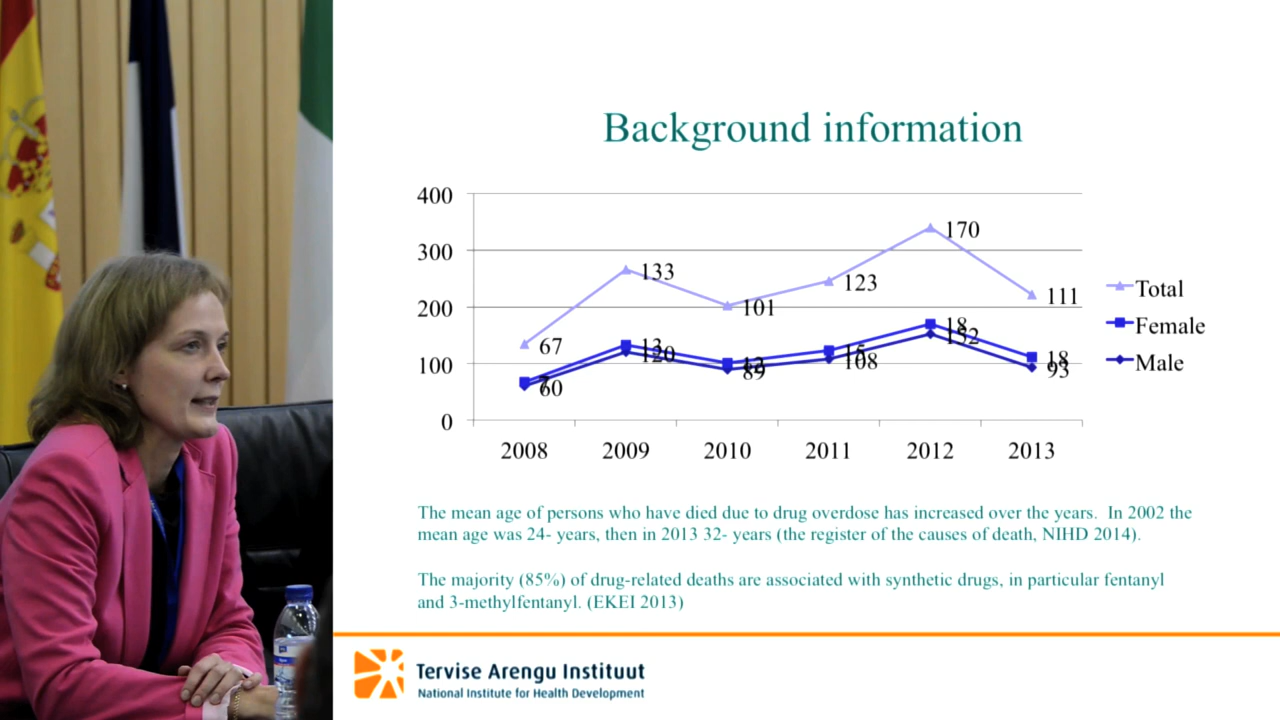 Background information
400
300
200
100
0
67
133
101
123
170
111
13
120
12
89
15
108
18
152
18
93
60
2008 2009 2010 2011 2012 2013
Total
Female
Male
The mean age of persons who have died due to drug overdose has increased over the years. In 2002 the
mean age was 24- years, then in 2013 32- years (the register of the causes of death, NIHD 2014).
The majority (85%) of drug-related deaths are associated with synthetic drugs, in particular fentanyl
and 3-methylfentanyl. (EKEI 2013)
Tervise Arengu Instituut
National Institute for Health Development